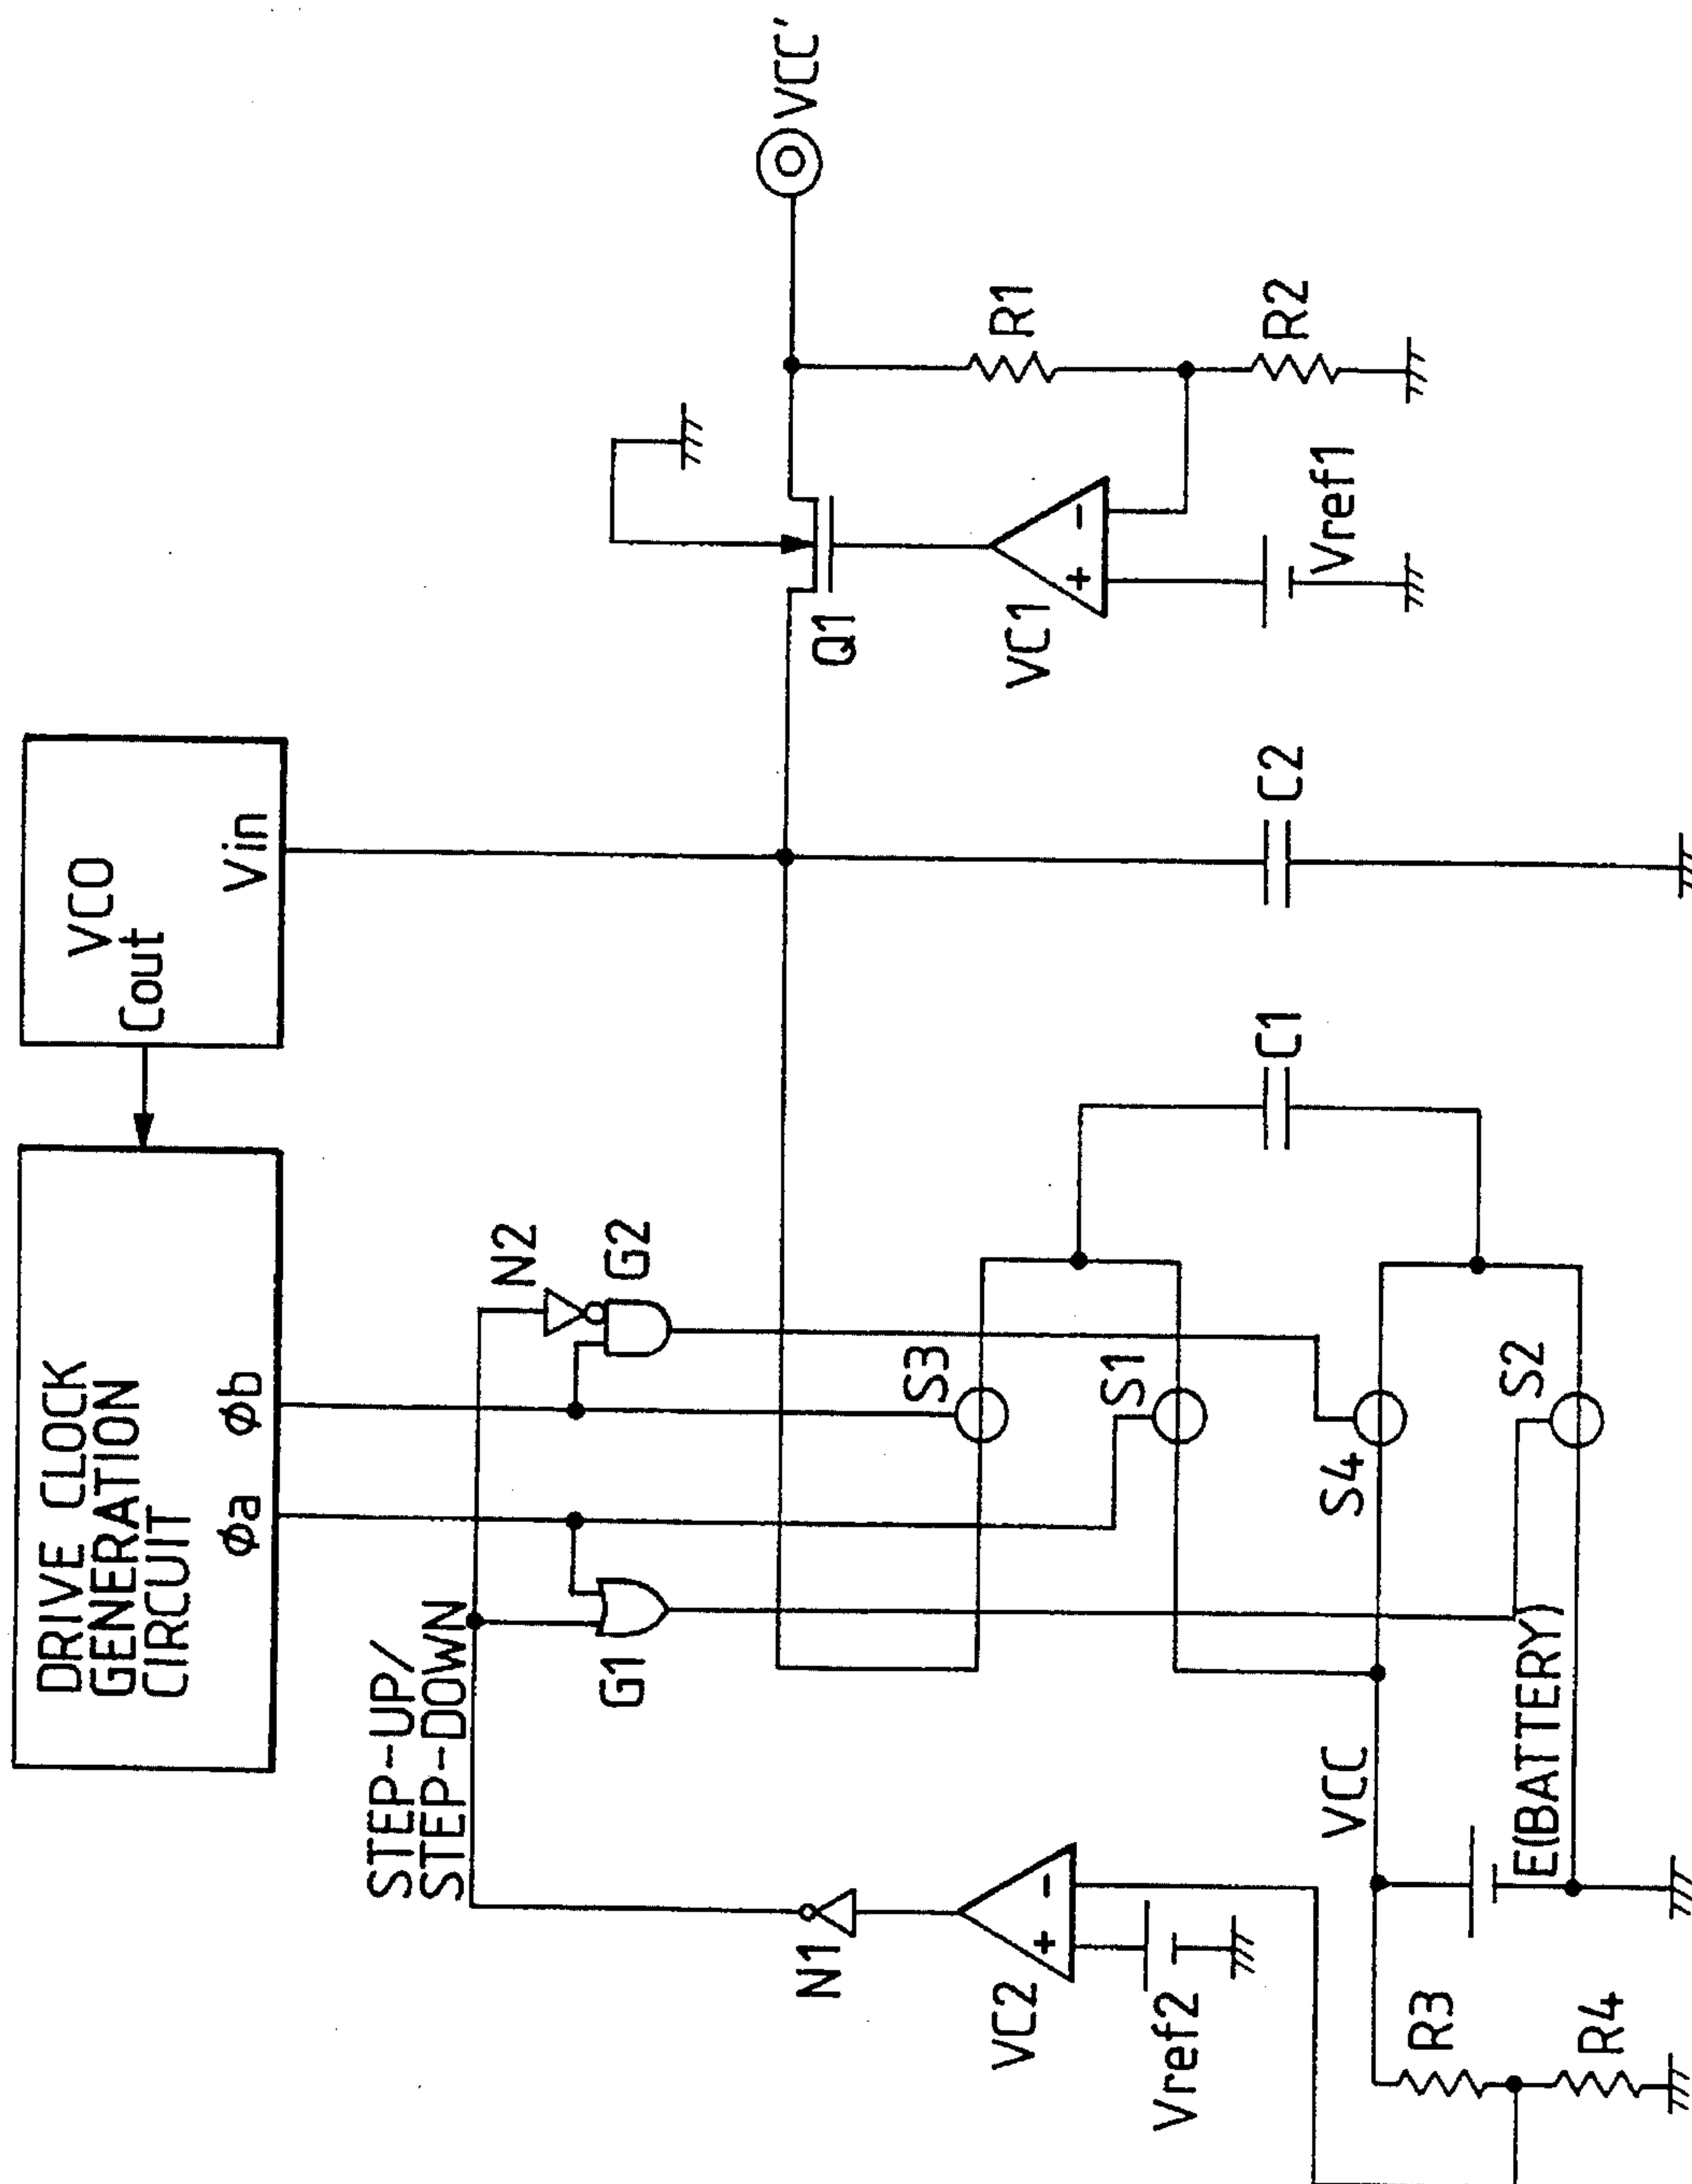 DRIVE CLOCK
GENERATION
CIRCUIT
φa
φb
VCO
Cout
Vin
STEP-UP/
STEP-DOWN
N2
G2
G1
N1
VC2
Vref2
R3
R4
VCC
E(BATTERY)
S3
S1
S4
S2
C1
C2
Q1
VC1
+
-
+
-
Vref1
R1
R2
VCC'